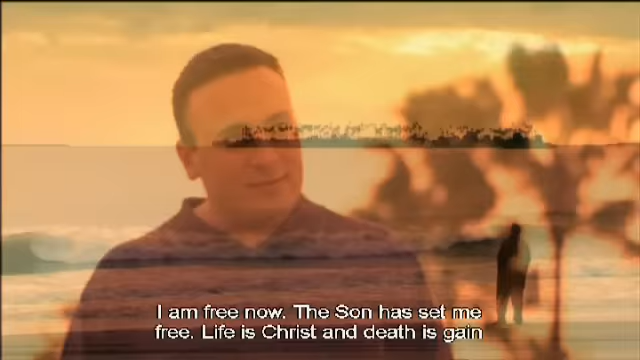 I am free now. The Son has set me
free. Life is Christ and death is gain